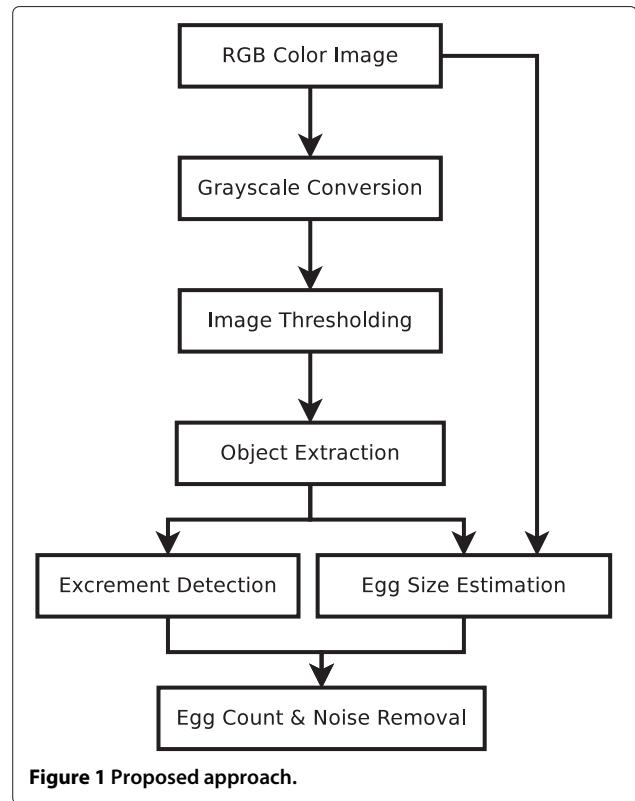 RGB Color Image
Grayscale Conversion
Image Thresholding
Object Extraction
Excrement Detection
Egg Size Estimation
Egg Count & Noise Removal
Figure 1 Proposed approach.